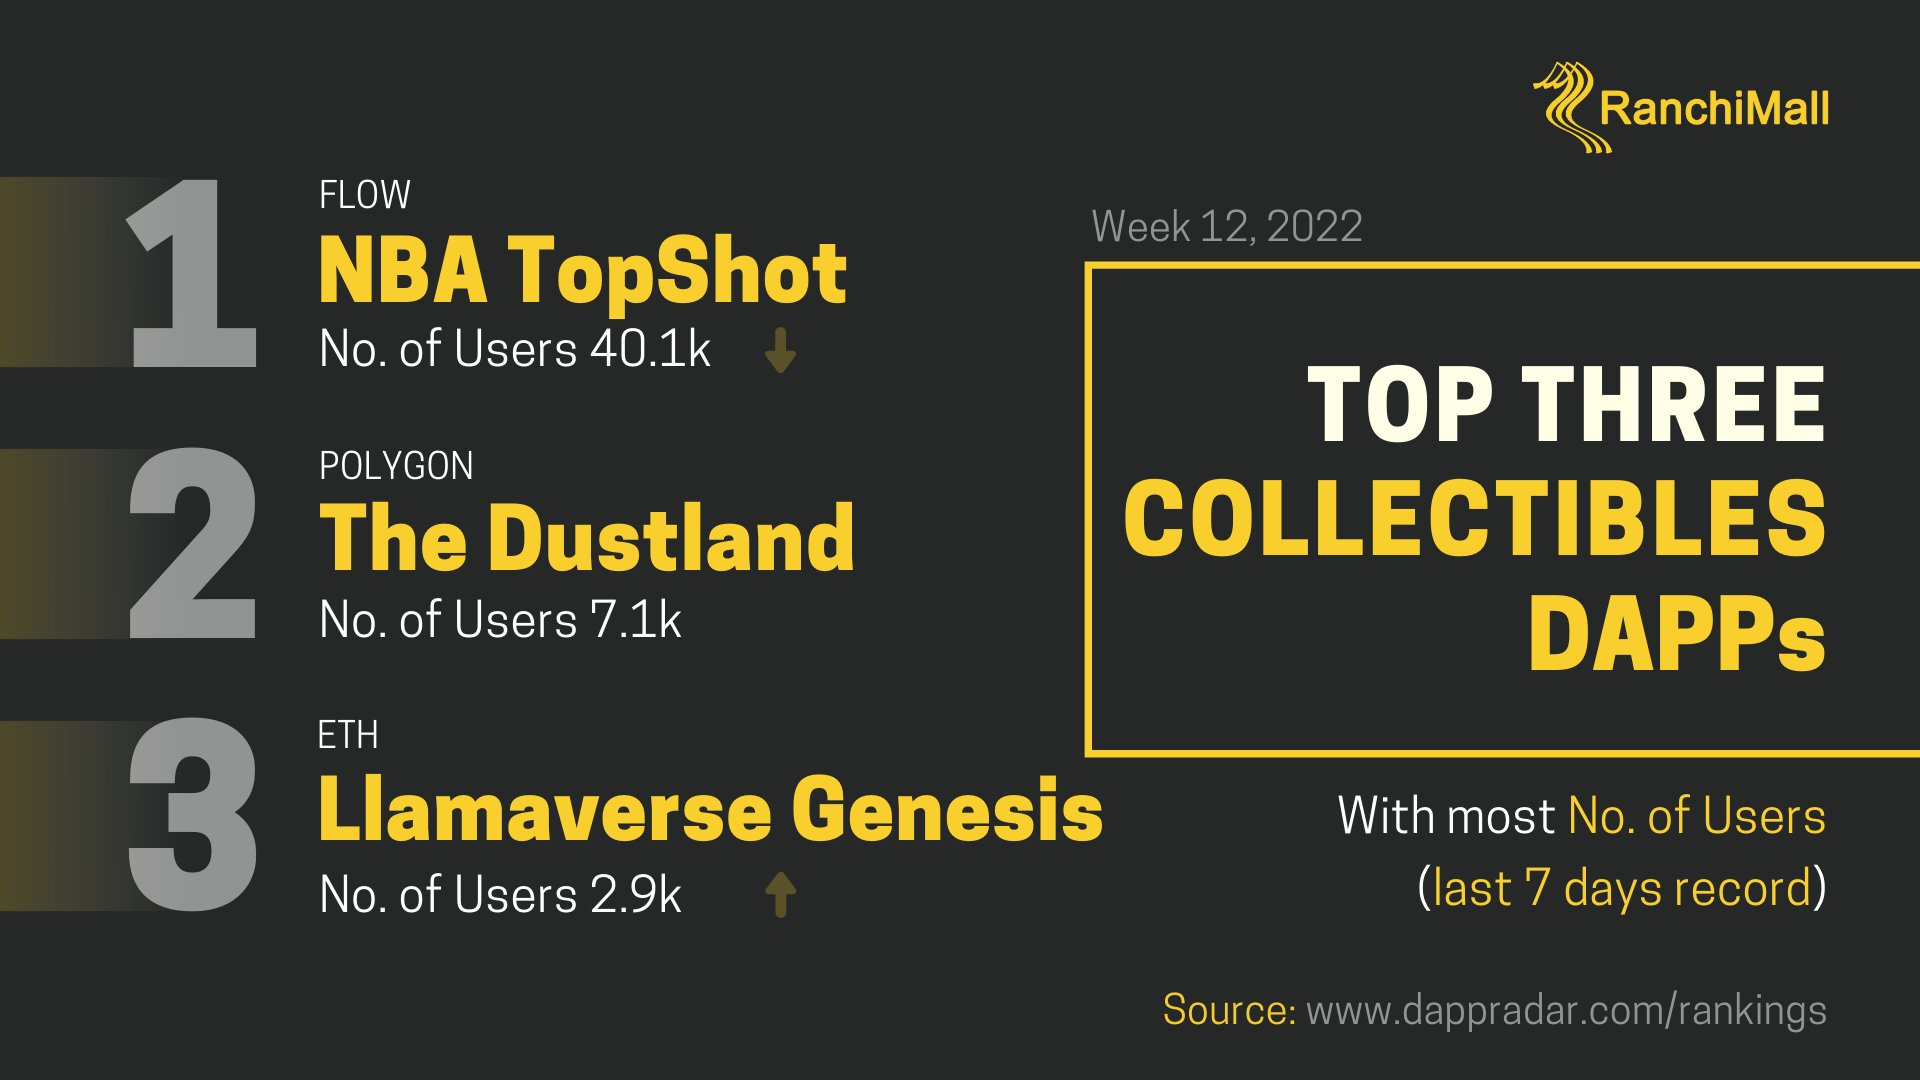 RanchiMall
Week 12, 2022
TOP THREE
COLLECTIBLES
DAPPs
With most No. of Users
(last 7 days record)
1
FLOW
NBA TopShot
No. of Users 40.1k
2
POLYGON
The Dustland
No. of Users 7.1k
3
ETH
Llamaverse Genesis
No. of Users 2.9k
Source: www.dappradar.com/rankings